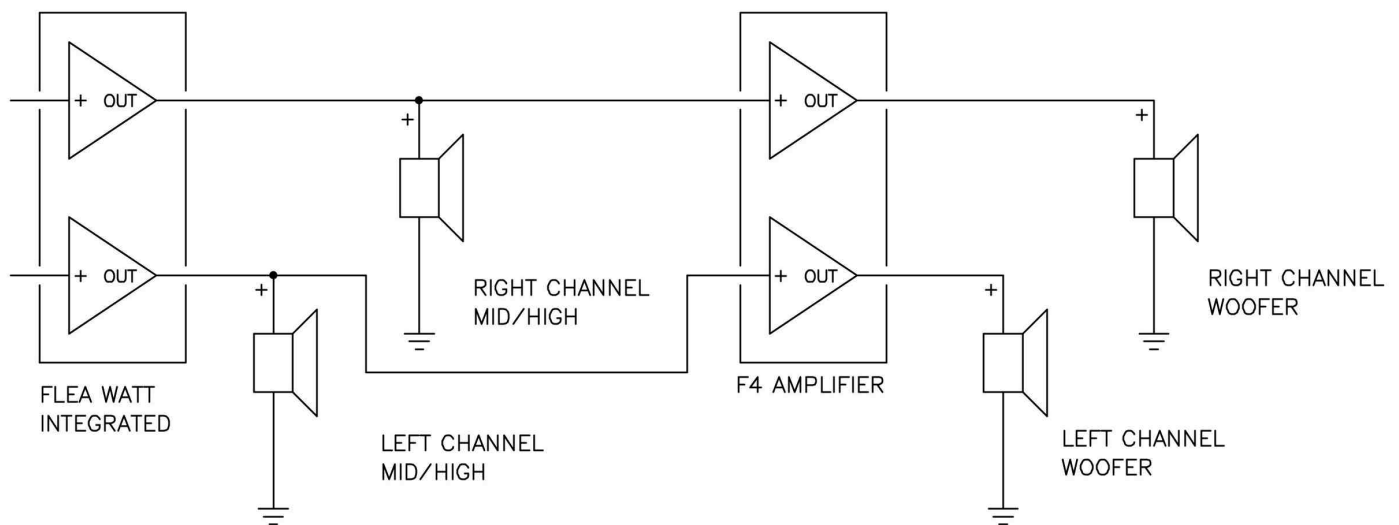 + OUT
+ OUT
+
+
+ OUT
+ OUT
+
+
RIGHT CHANNEL
MID/HIGH
RIGHT CHANNEL
WOOFER
FLEA WATT
INTEGRATED
F4 AMPLIFIER
LEFT CHANNEL
MID/HIGH
LEFT CHANNEL
WOOFER